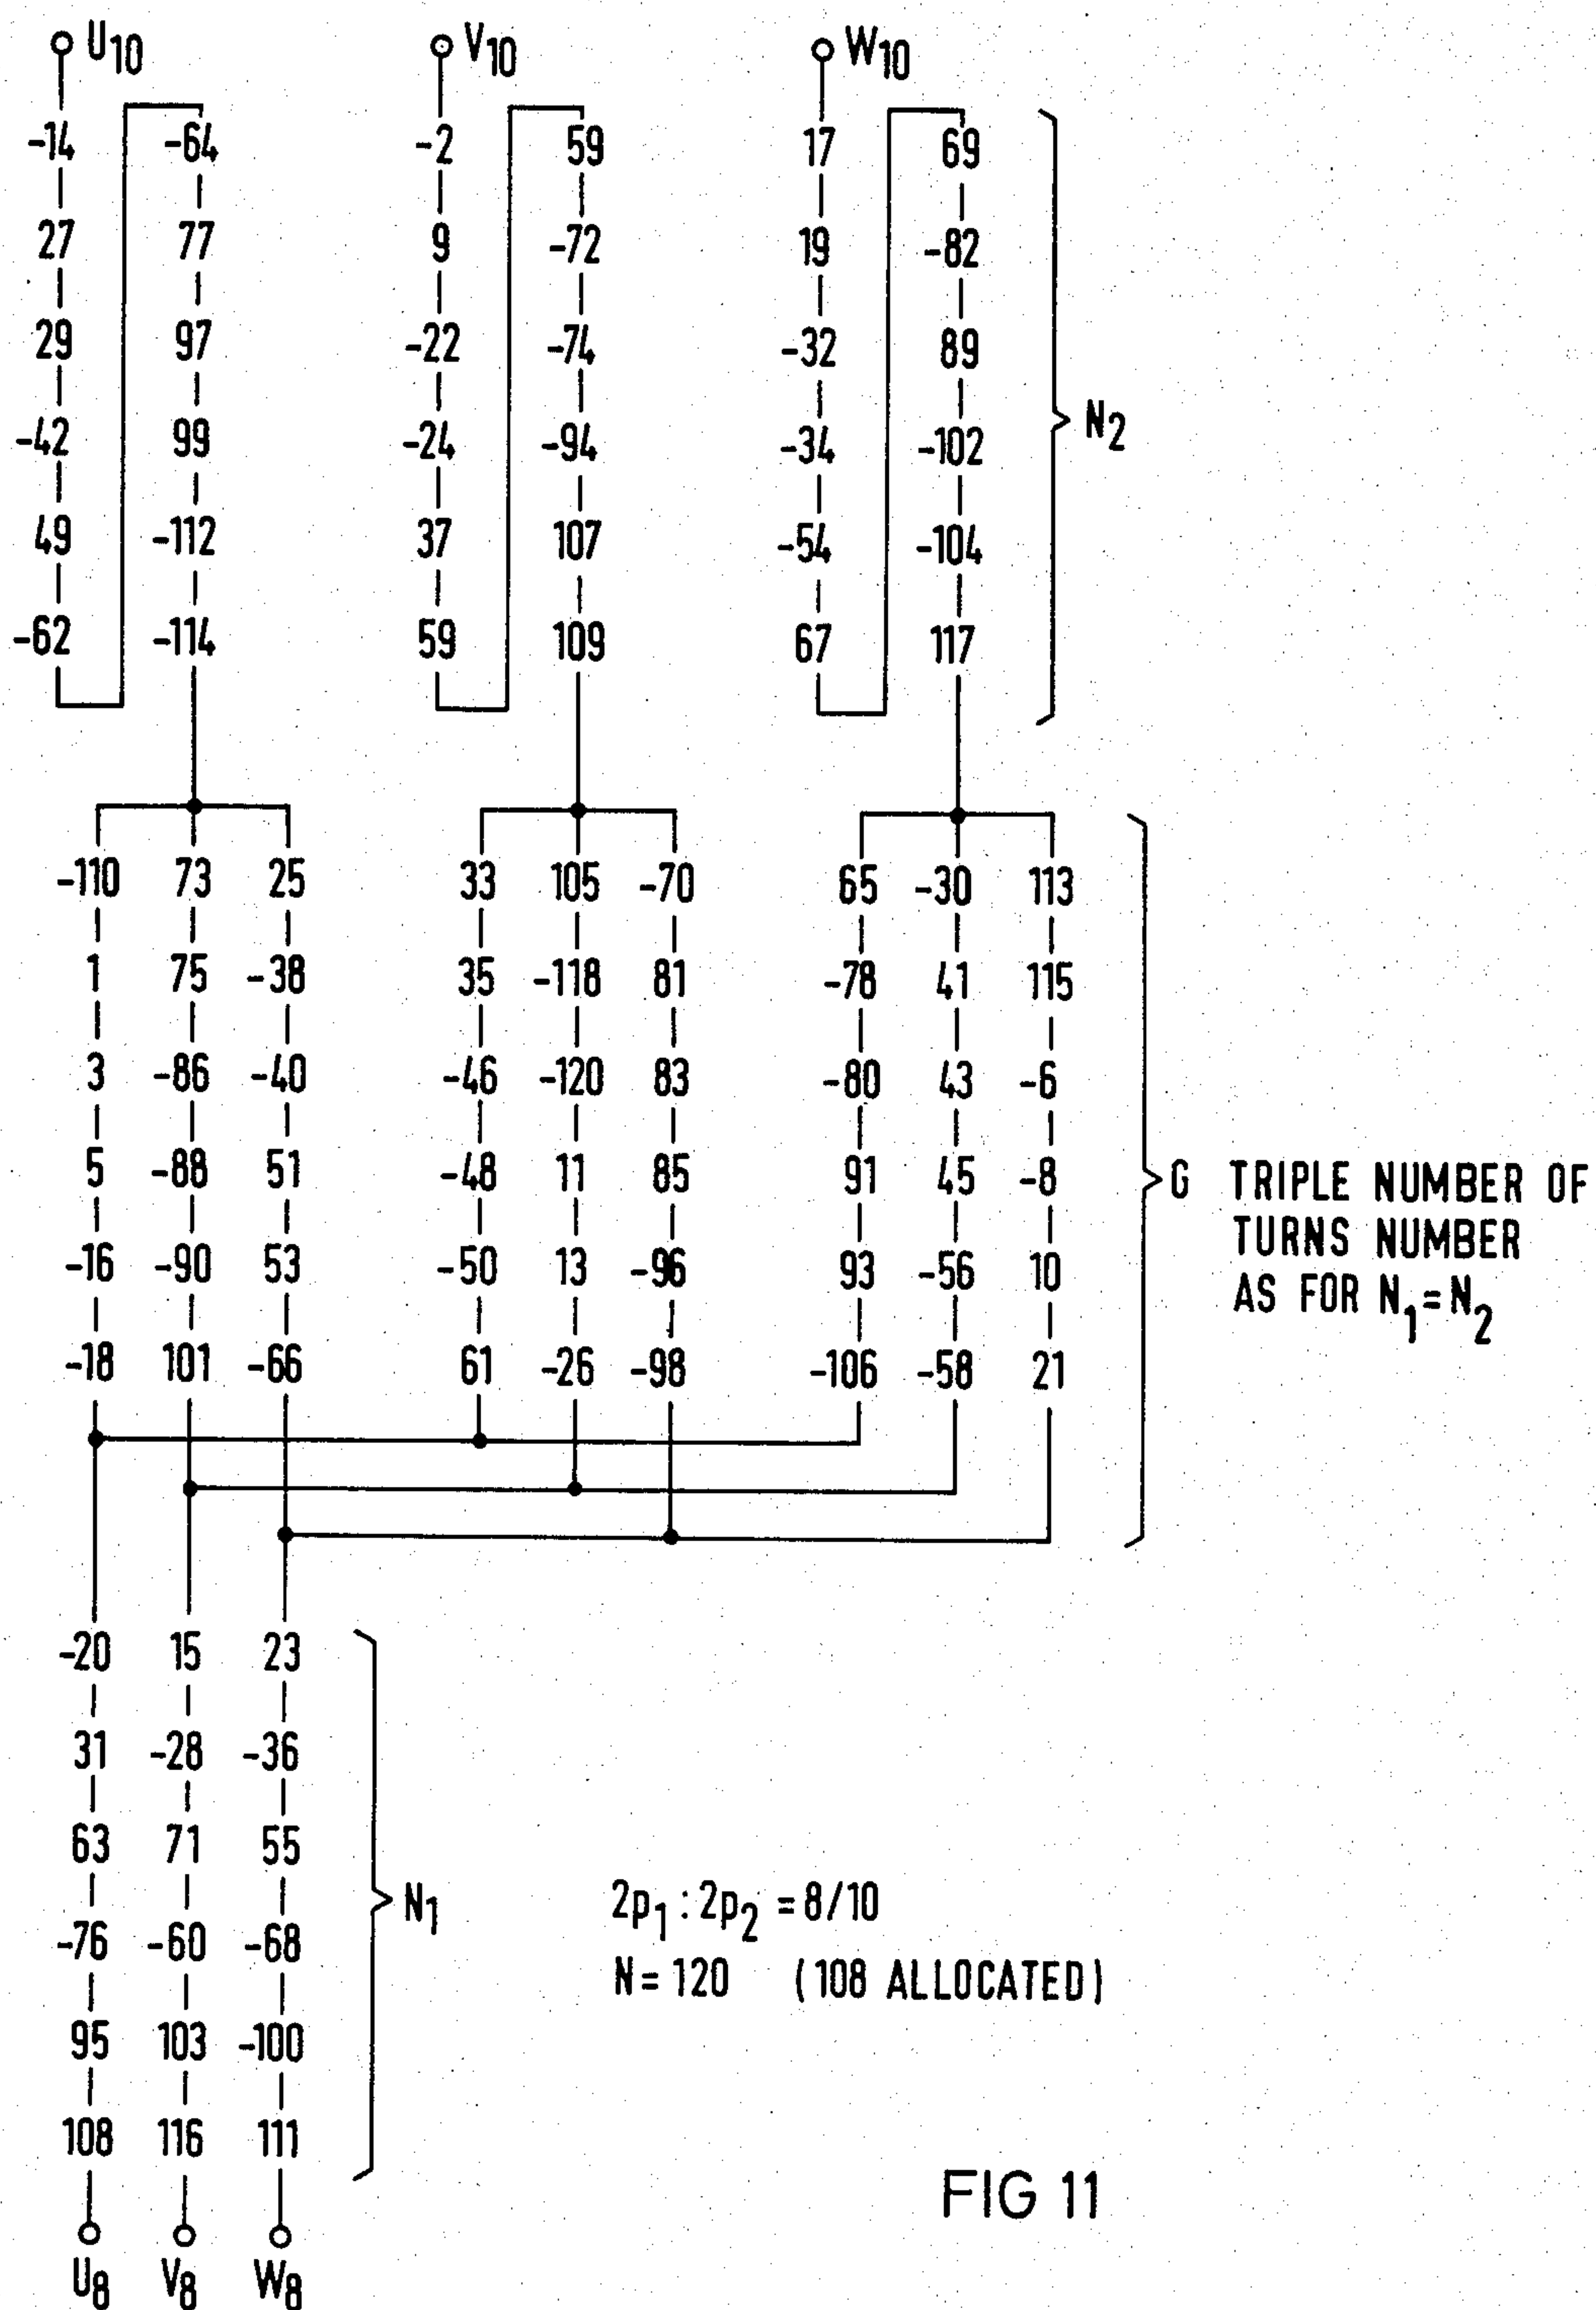 U10 V10 W10
-14 -64 -2 59 17 69
27 77 9 -72 19 -82
29 97 -22 -74 -32 89
-42 99 -24 -94 -34 -102
N2
49 -112 37 107 -54 -104
-62 -114 59 109 67 117
-110 73 25 33 105 -70 65 -30 113
1 75 -38 35 -118 81 -78 41 115
3 -86 -40 -46 -120 83 -80 43 -6
5 -88 51 -48 11 85 91 45 -8
G TRIPLE NUMBER OF
TURNS NUMBER
AS FOR N1=N2
-16 -90 53 -50 13 -96 93 -56 10
-18 101 -66 61 -26 -98 -106 -58 21
-20 15 23
31 -28 -36
63 71 55
N1
-76 -60 -68
95 103 -100
108 116 111
U8 V8 W8
2p1:2p2=8/10
N=120 (108 ALLOCATED)
FIG 11